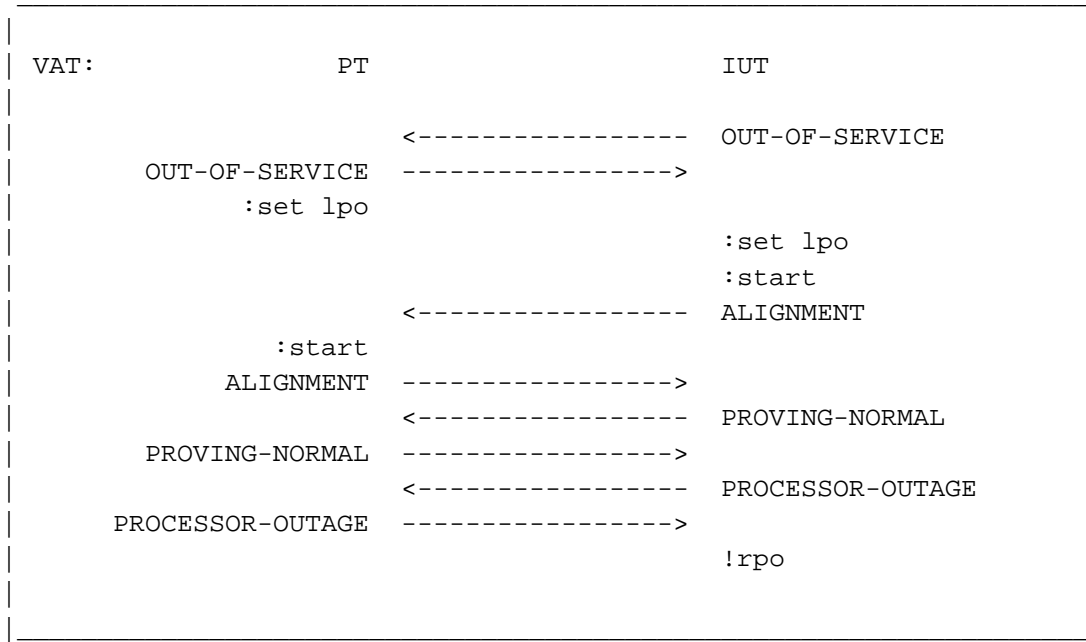 VAT: PT IUT
<----------------- OUT-OF-SERVICE
OUT-OF-SERVICE ----------------->
:set lpo
:set lpo
:start
<----------------- ALIGNMENT
:start
ALIGNMENT ----------------->
<----------------- PROVING-NORMAL
PROVING-NORMAL ----------------->
<----------------- PROCESSOR-OUTAGE
PROCESSOR-OUTAGE ----------------->
!rpo